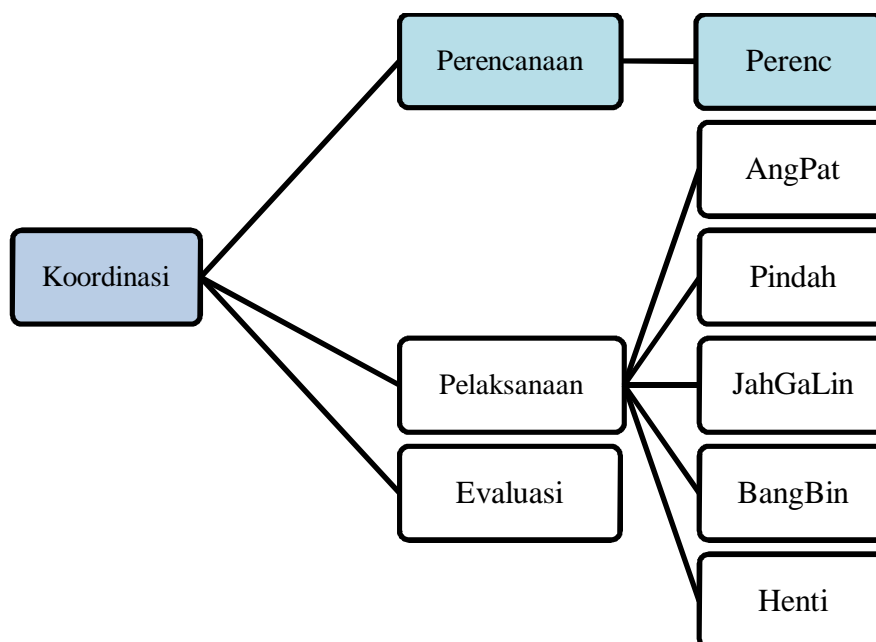 Perencanaan
Perenc
AngPat
Pindah
Koordinasi
Pelaksanaan
JahGaLin
Evaluasi
BangBin
Henti